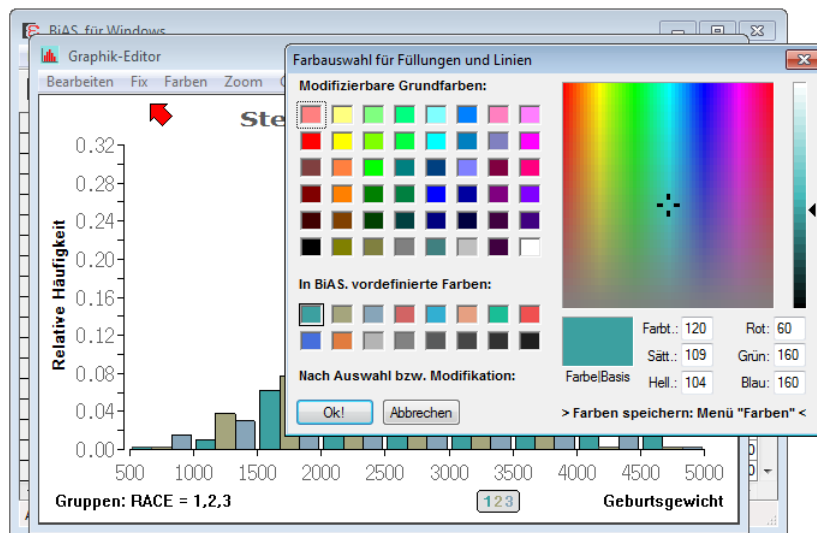 BiAS. für Windows
Graphik-Editor
Bearbeiten Fix Farben Zoom
Farbauswahl für Füllungen und Linien
Modifizierbare Grundfarben:
In BiAS. vordefinierte Farben:
Nach Auswahl bzw. Modifikation:
Ok! Abbrechen
Farbe|Basis
Farbt.: 120 Rot: 60
Sätt.: 109 Grün: 160
Hell.: 104 Blau: 160
> Farben speichern: Menü "Farben" <
Relative Häufigkeit
0.32
0.28
0.24
0.20
0.16
0.12
0.08
0.04
0.00
500 1000 1500 2000 2500 3000 3500 4000 4500 5000
Gruppen: RACE = 1,2,3 123 Geburtsgewicht